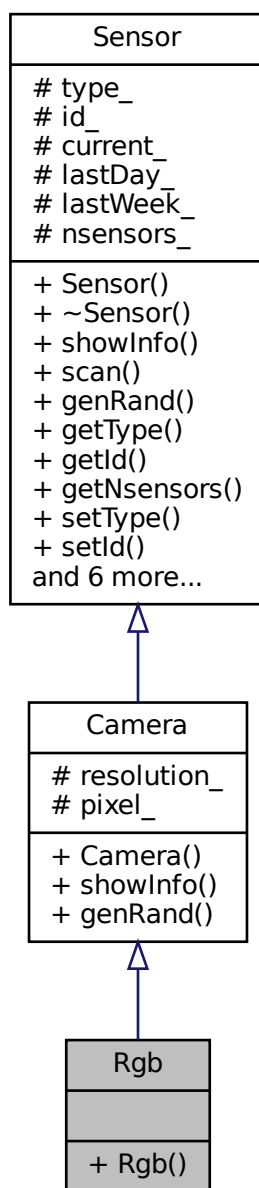 Sensor
# type_
# id_
# current_
# lastDay_
# lastWeek_
# nsensors_
+ Sensor()
+ ~Sensor()
+ showInfo()
+ scan()
+ genRand()
+ getType()
+ getId()
+ getNsensors()
+ setType()
+ setId()
and 6 more...
Camera
# resolution_
# pixel_
+ Camera()
+ showInfo()
+ genRand()
Rgb
+ Rgb()